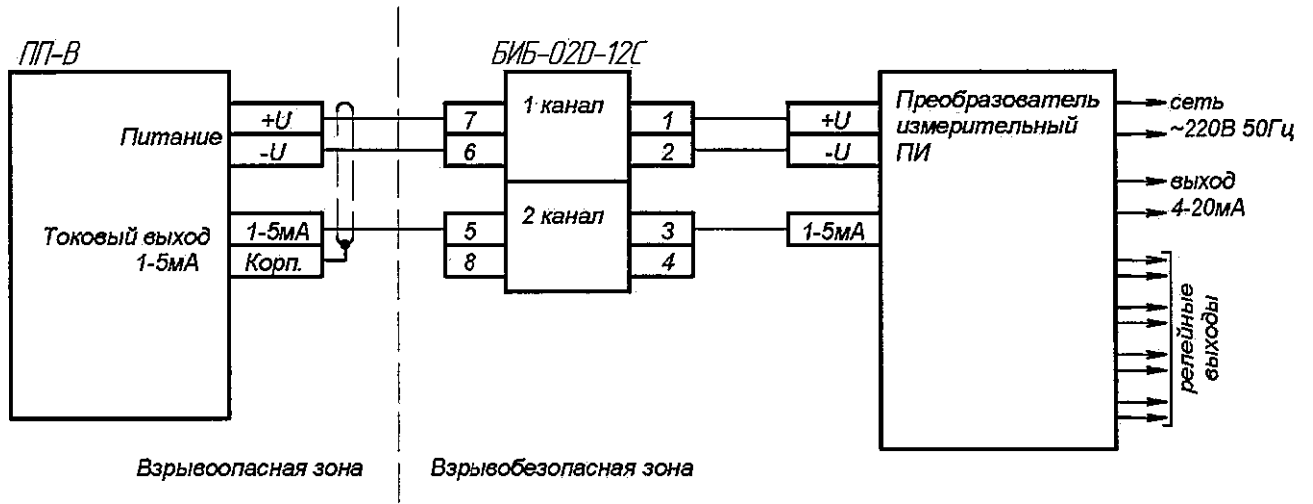 ПП-В
Питание
+U
-U
Токовый выход
1-5мА
1-5мА
Корп.
БИБ-02D-12С
1 канал
7
6
1
2
2 канал
5
8
3
4
+U
-U
1-5мА
Преобразователь
измерительный
ПИ
сеть
~220В 50Гц
выход
4-20мА
релейные
выходы
Взрывоопасная зона
Взрывобезопасная зона